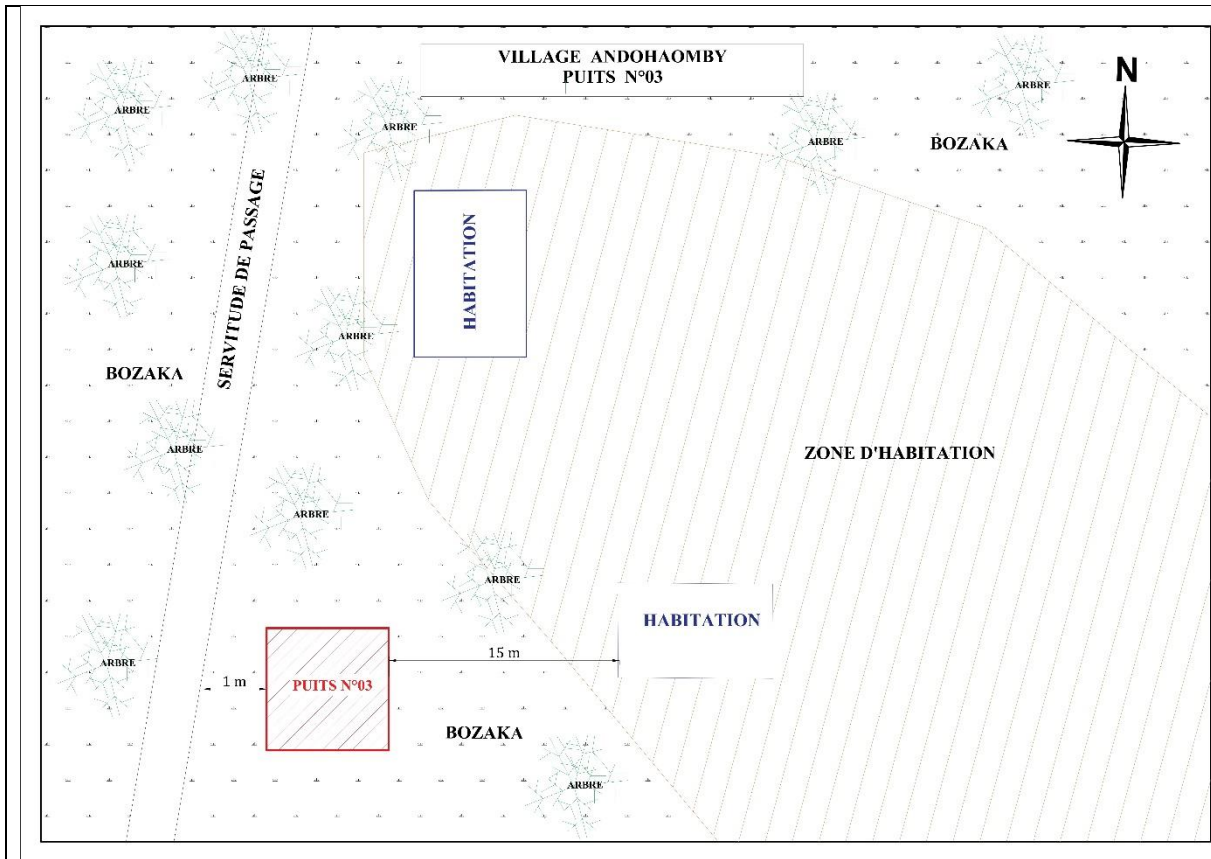 VILLAGE ANDOHAOMBY
PUITS N°03
N
ARBRE
ARBRE
ARBRE
ARBRE
ARBRE
BOZAKA
SERVITUDE DE PASSAGE
HABITATION
ARBRE
ARBRE
BOZAKA
ARBRE
ZONE D'HABITATION
ARBRE
ARBRE
HABITATION
ARBRE
15 m
1 m
PUITS N°03
BOZAKA
ARBRE